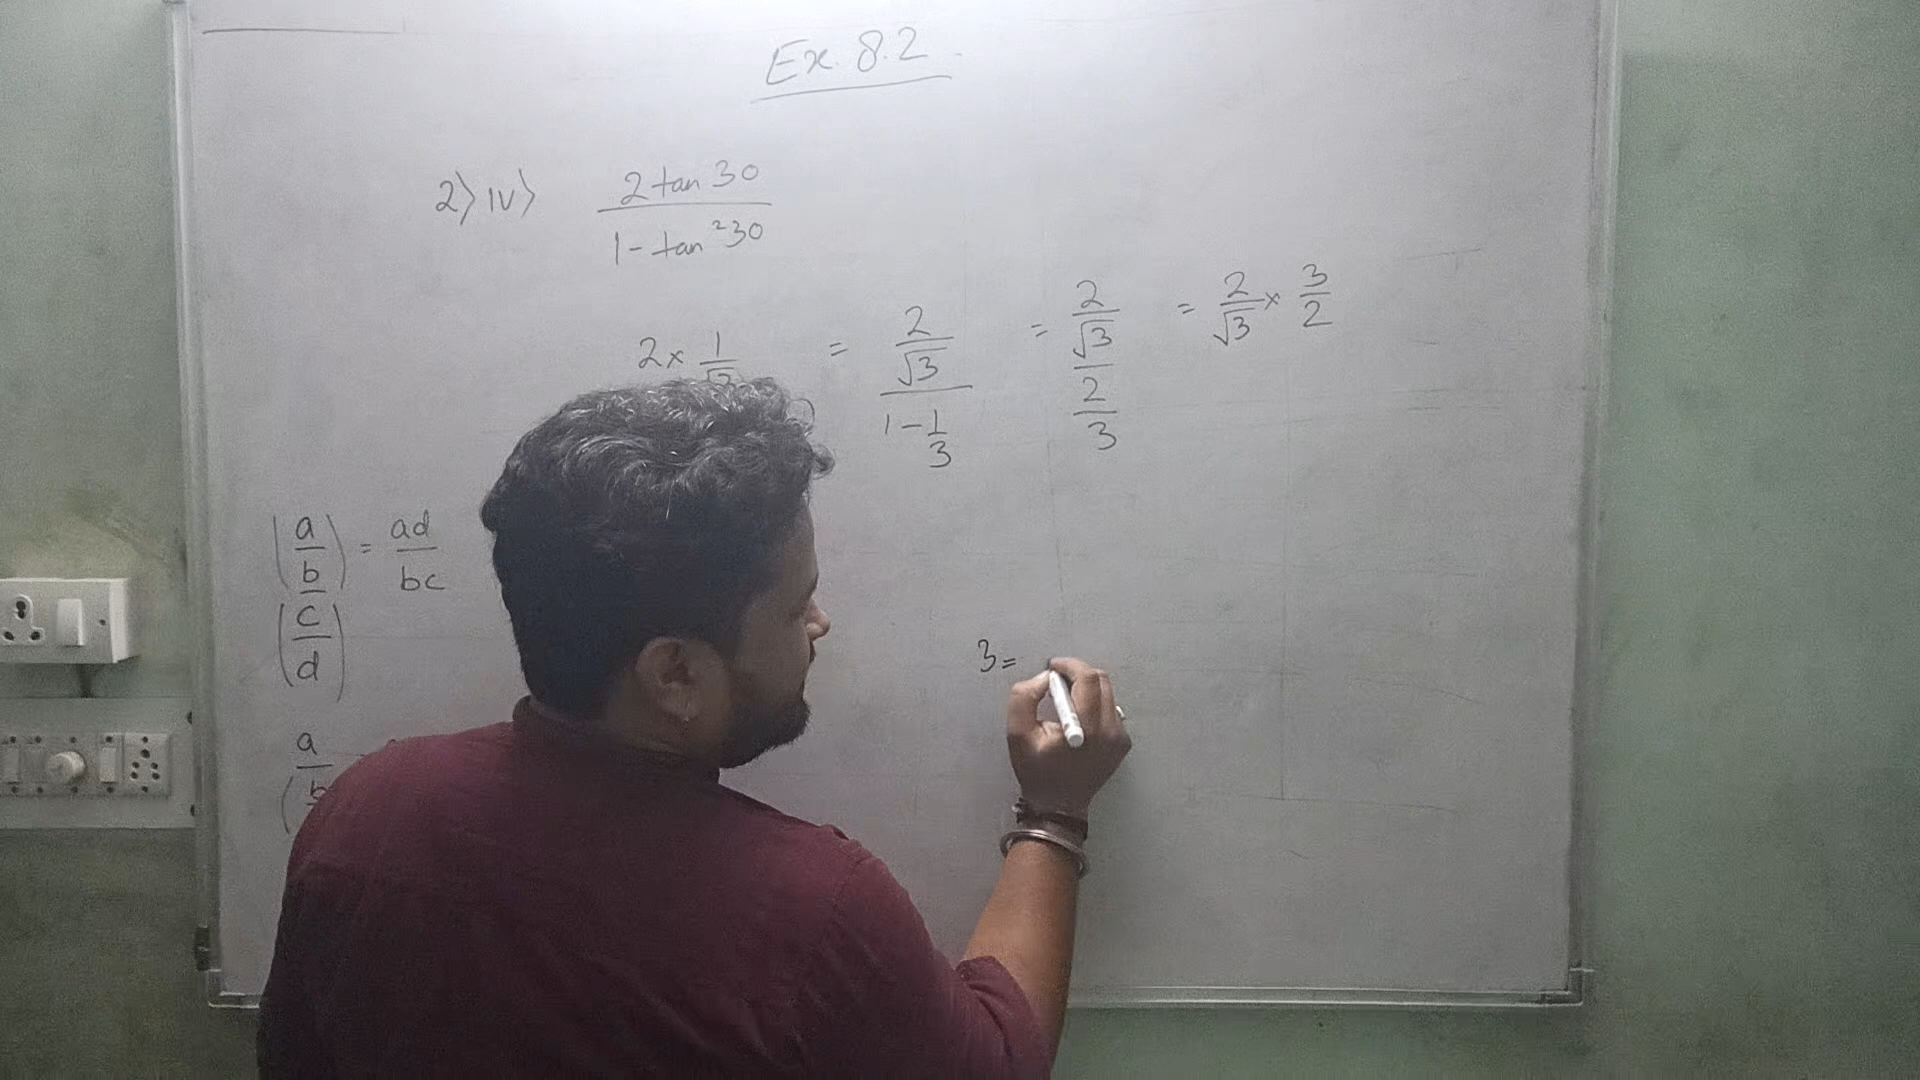 Ex. 8.2
2) iv) 2 tan 30
1 - tan²30
2 × 1 = 2/√3 = 2/√3 = 2/√3 × 3/2
1 - 1/3 2/3
(a/b) = ad/bc
(c/d)
3 =
a
b